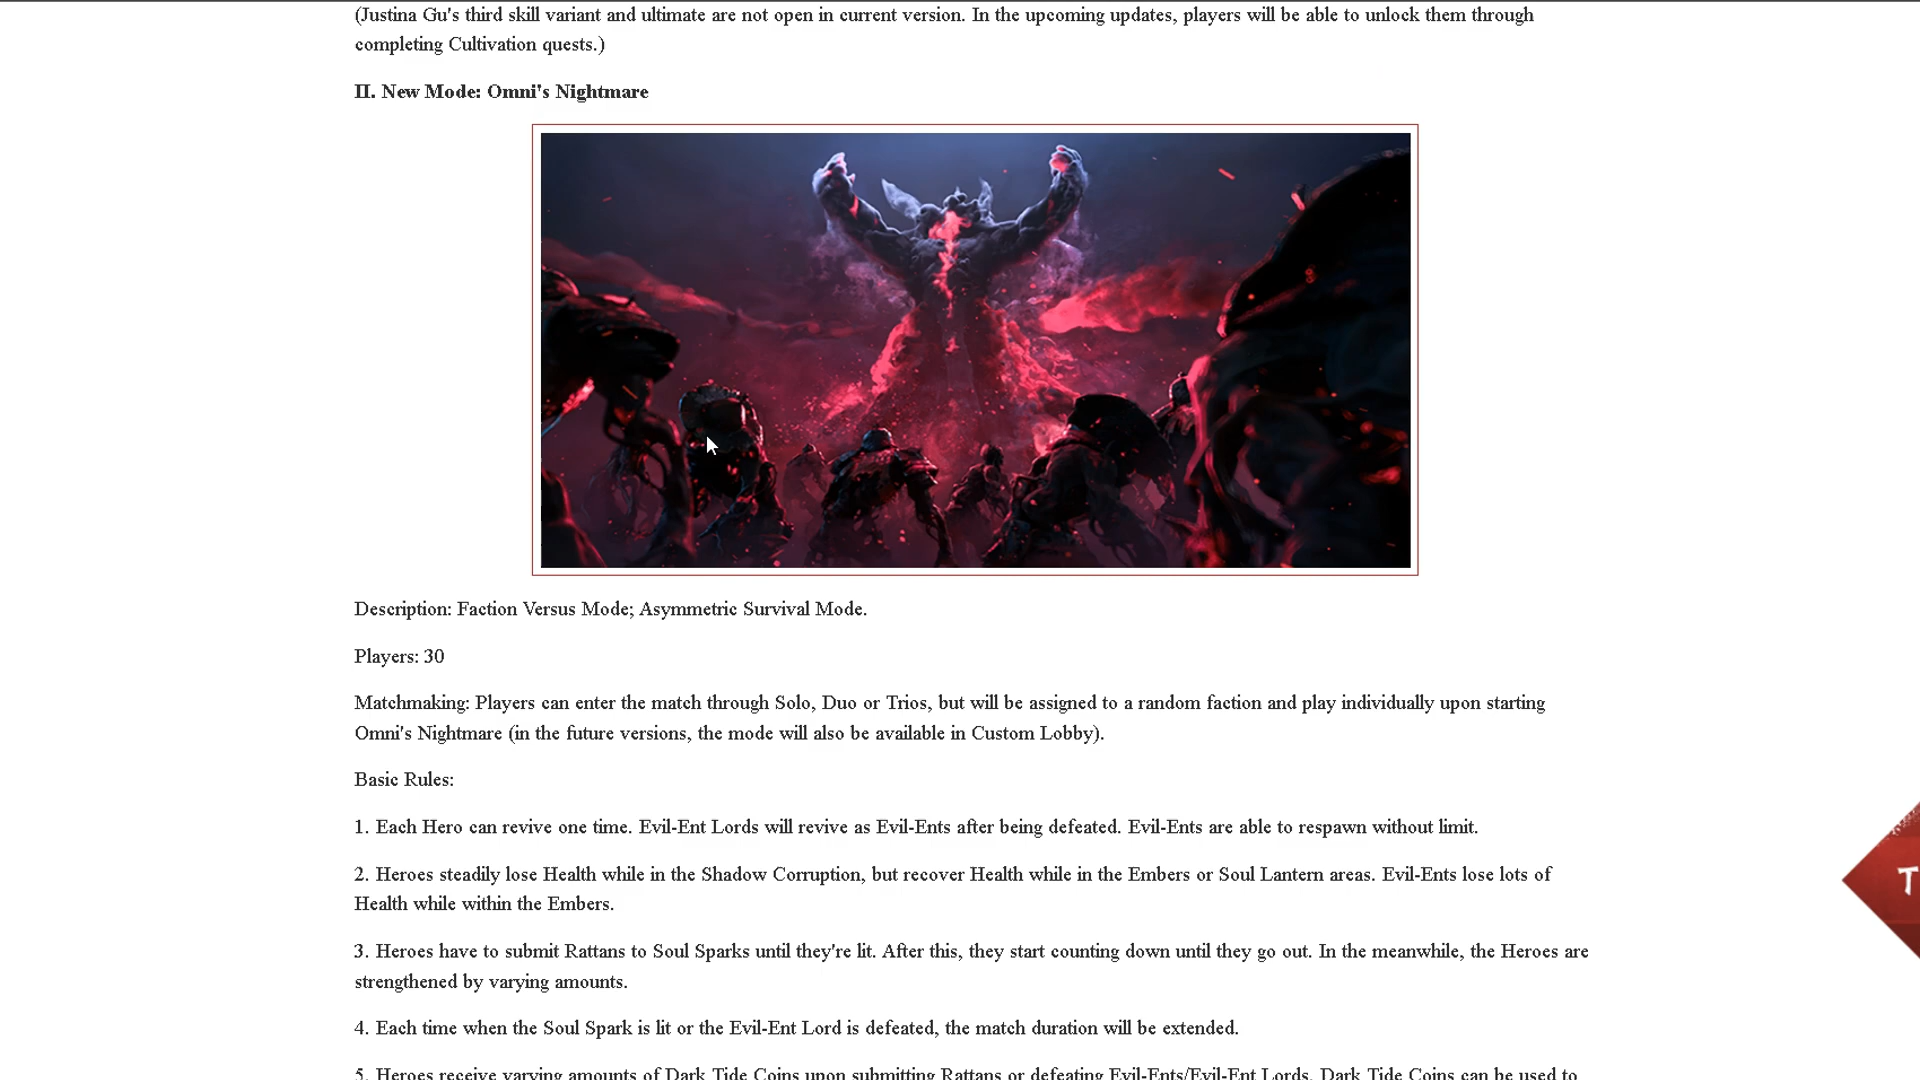 (Justina Gu's third skill variant and ultimate are not open in current version. In the upcoming updates, players will be able to unlock them through
completing Cultivation quests.)
II. New Mode: Omni's Nightmare
Description: Faction Versus Mode; Asymmetric Survival Mode.
Players: 30
Matchmaking: Players can enter the match through Solo, Duo or Trios, but will be assigned to a random faction and play individually upon starting
Omni's Nightmare (in the future versions, the mode will also be available in Custom Lobby).
Basic Rules:
1. Each Hero can revive one time. Evil-Ent Lords will revive as Evil-Ents after being defeated. Evil-Ents are able to respawn without limit.
2. Heroes steadily lose Health while in the Shadow Corruption, but recover Health while in the Embers or Soul Lantern areas. Evil-Ents lose lots of
Health while within the Embers.
3. Heroes have to submit Rattans to Soul Sparks until they're lit. After this, they start counting down until they go out. In the meanwhile, the Heroes are
strengthened by varying amounts.
4. Each time when the Soul Spark is lit or the Evil-Ent Lord is defeated, the match duration will be extended.
5. Heroes receive varying amounts of Dark Tide Coins upon submitting Rattans or defeating Evil-Ents/Evil-Ent Lords. Dark Tide Coins can be used to
T